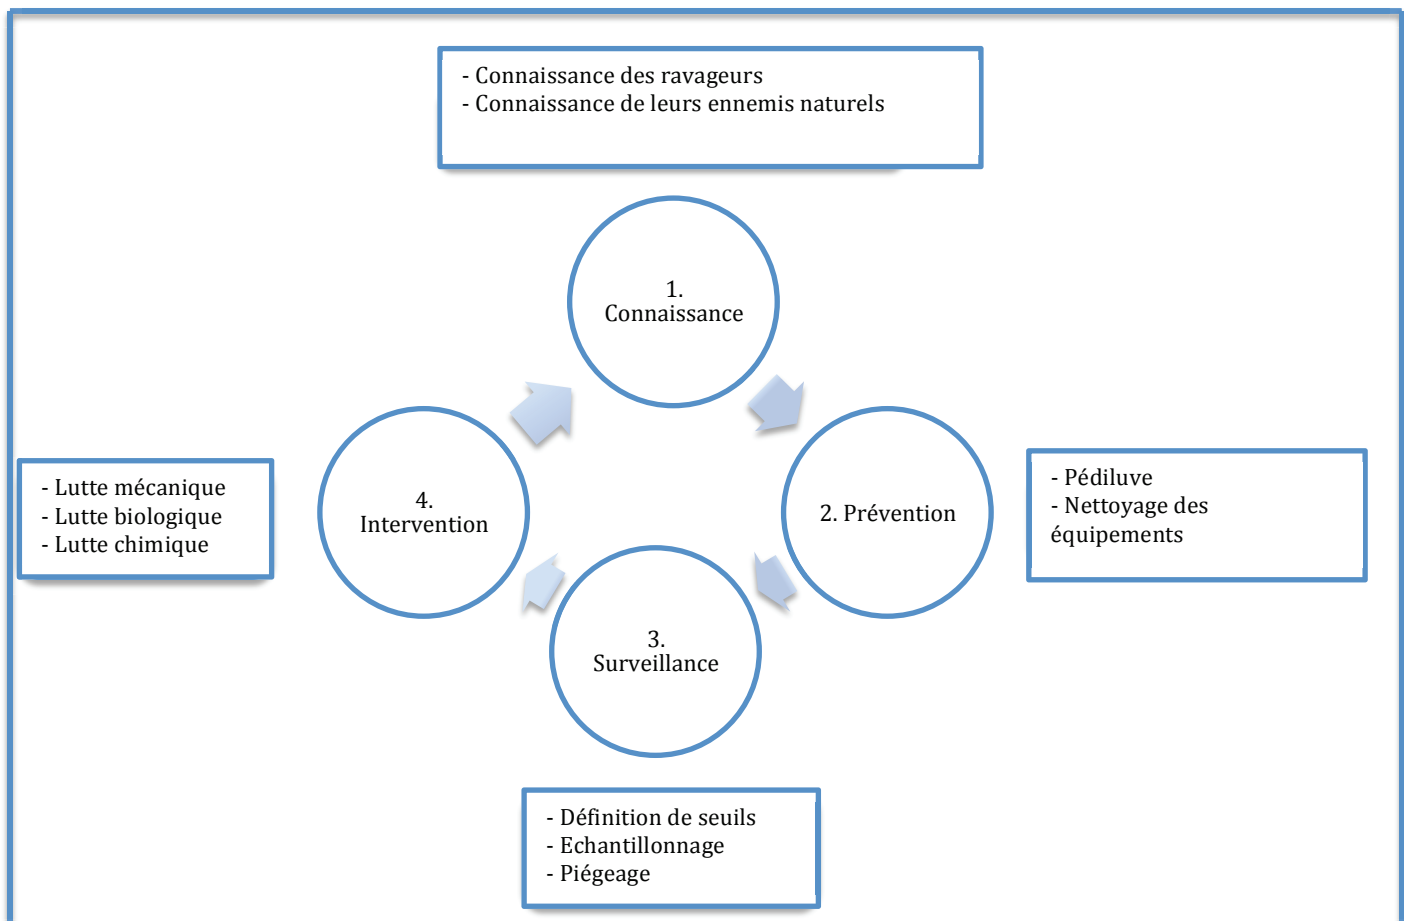 - Connaissance des ravageurs
- Connaissance de leurs ennemis naturels
1.
Connaissance
2. Prévention
- Pédiluve
- Nettoyage des
équipements
3.
Surveillance
- Définition de seuils
- Echantillonnage
- Piégeage
4.
Intervention
- Lutte mécanique
- Lutte biologique
- Lutte chimique